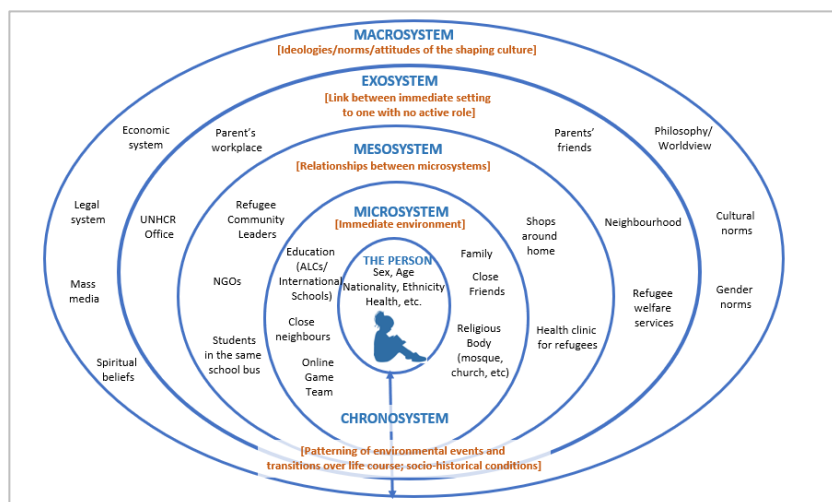 MACROSYSTEM
[Ideologies/norms/attitudes of the shaping culture]
EXOSYSTEM
[Link between immediate setting
to one with no active role]
Economic
system
Parent's
workplace
Parents'
friends
Philosophy/
Worldview
MESOSYSTEM
[Relationships between microsystems]
Legal
system
UNHCR
Office
Refugee
Community
Leaders
MICROSYSTEM
[Immediate environment]
Shops
around
home
Neighbourhood
Cultural
norms
Education
(ALCs/
International
Schools)
THE PERSON
Sex, Age
Nationality, Ethnicity
Health, etc.
Family
Close
Friends
Mass
media
NGOs
Refugee
welfare
services
Gender
norms
Close
neighbours
Religious
Body
(mosque,
church, etc)
Students
in the same
school bus
Health clinic
for refugees
Spiritual
beliefs
Online
Game
Team
CHRONOSYSTEM
[Patterning of environmental events and
transitions over life course; socio-historical conditions]